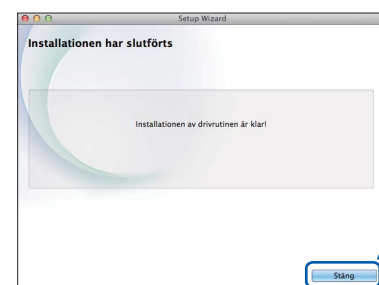 Setup Wizard
Installationen har slutförts
Installationen av drivrutinen är klar!
Stäng